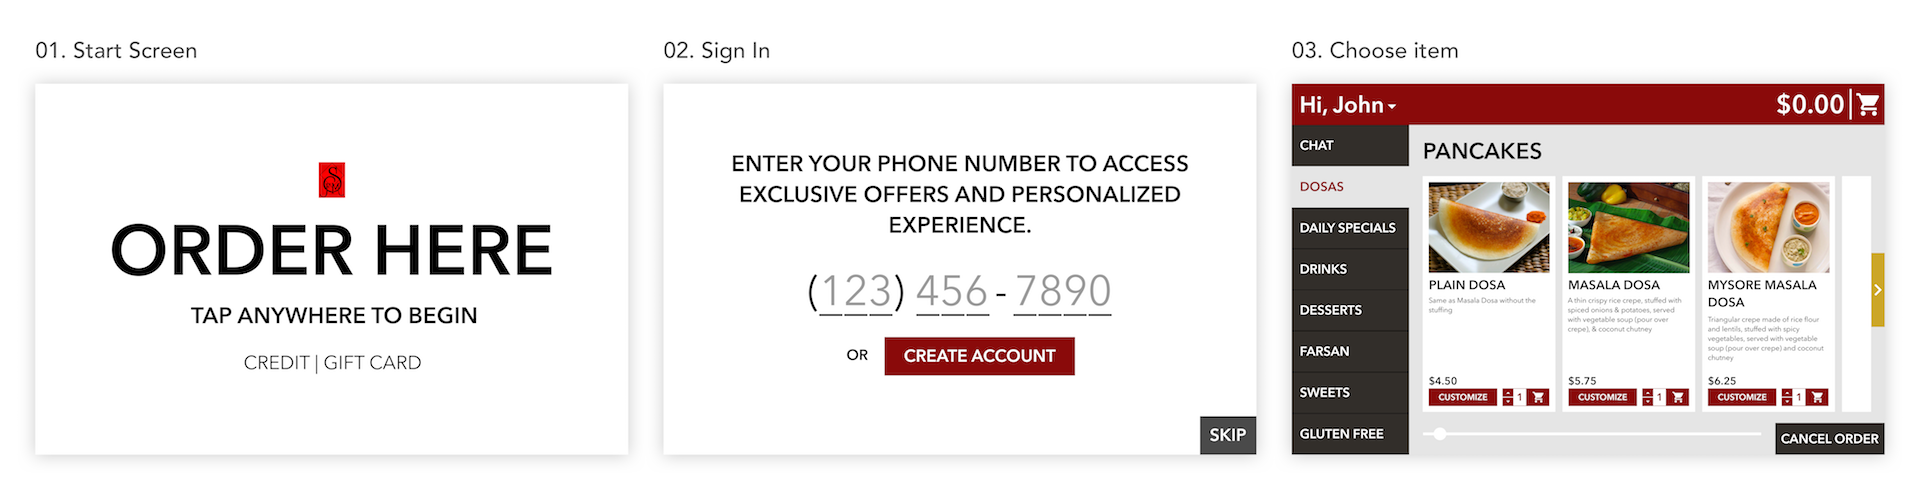 01. Start Screen
ORDER HERE
TAP ANYWHERE TO BEGIN
CREDIT | GIFT CARD
02. Sign In
ENTER YOUR PHONE NUMBER TO ACCESS
EXCLUSIVE OFFERS AND PERSONALIZED
EXPERIENCE.
(123) 456 - 7890
OR
CREATE ACCOUNT
SKIP
03. Choose item
Hi, John
$0.00
CHAT
DOSAS
DAILY SPECIALS
DRINKS
DESSERTS
FARSAN
SWEETS
GLUTEN FREE
PANCAKES
PLAIN DOSA
Same as Masala Dosa without the
stuffing
$4.50
CUSTOMIZE
1
MASALA DOSA
A thin crispy rice crepe, stuffed with
spiced onions & potatoes, served
with vegetable soup (pour over
crepe), & coconut chutney
$5.75
CUSTOMIZE
1
MYSORE MASALA
DOSA
Triangular crepe made of rice flour
and lentils, stuffed with spicy
vegetables, served with vegetable
soup (pour over crepe) and coconut
chutney
$6.25
CUSTOMIZE
1
CANCEL ORDER